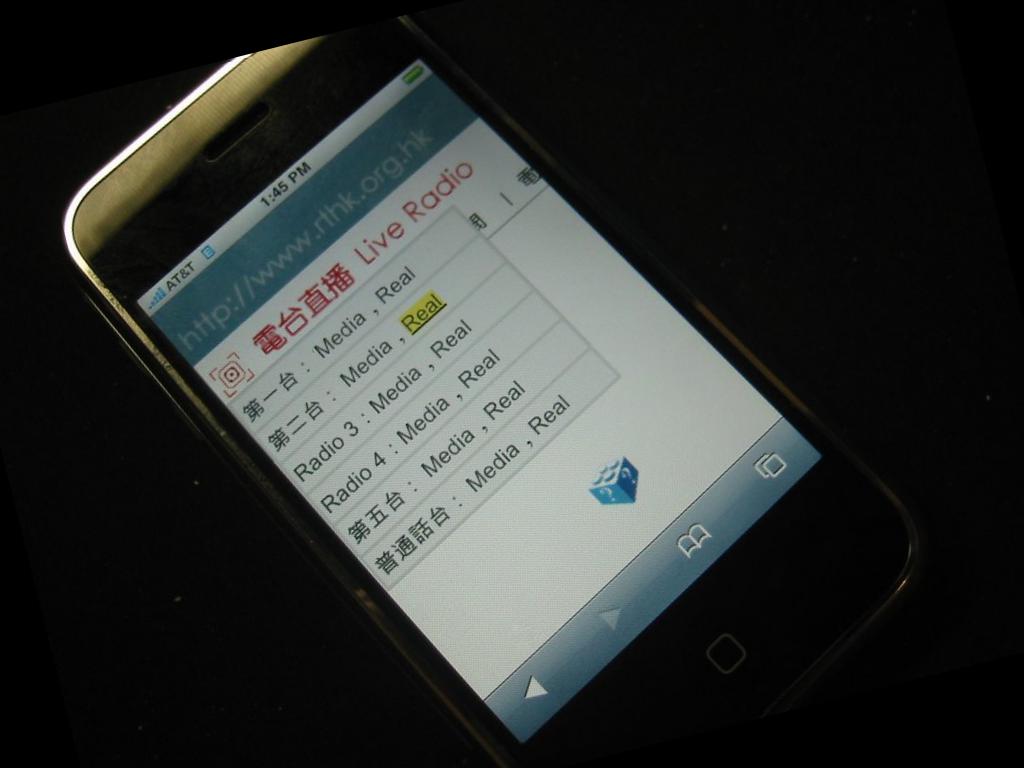 AT&T 1:45 PM
http://www.rthk.org.hk
電台直播 Live Radio
聞 | 電
第一台 : Media , Real
第二台 : Media , Real
Radio 3 : Media , Real
Radio 4 : Media , Real
第五台 : Media , Real
普通話台 : Media , Real